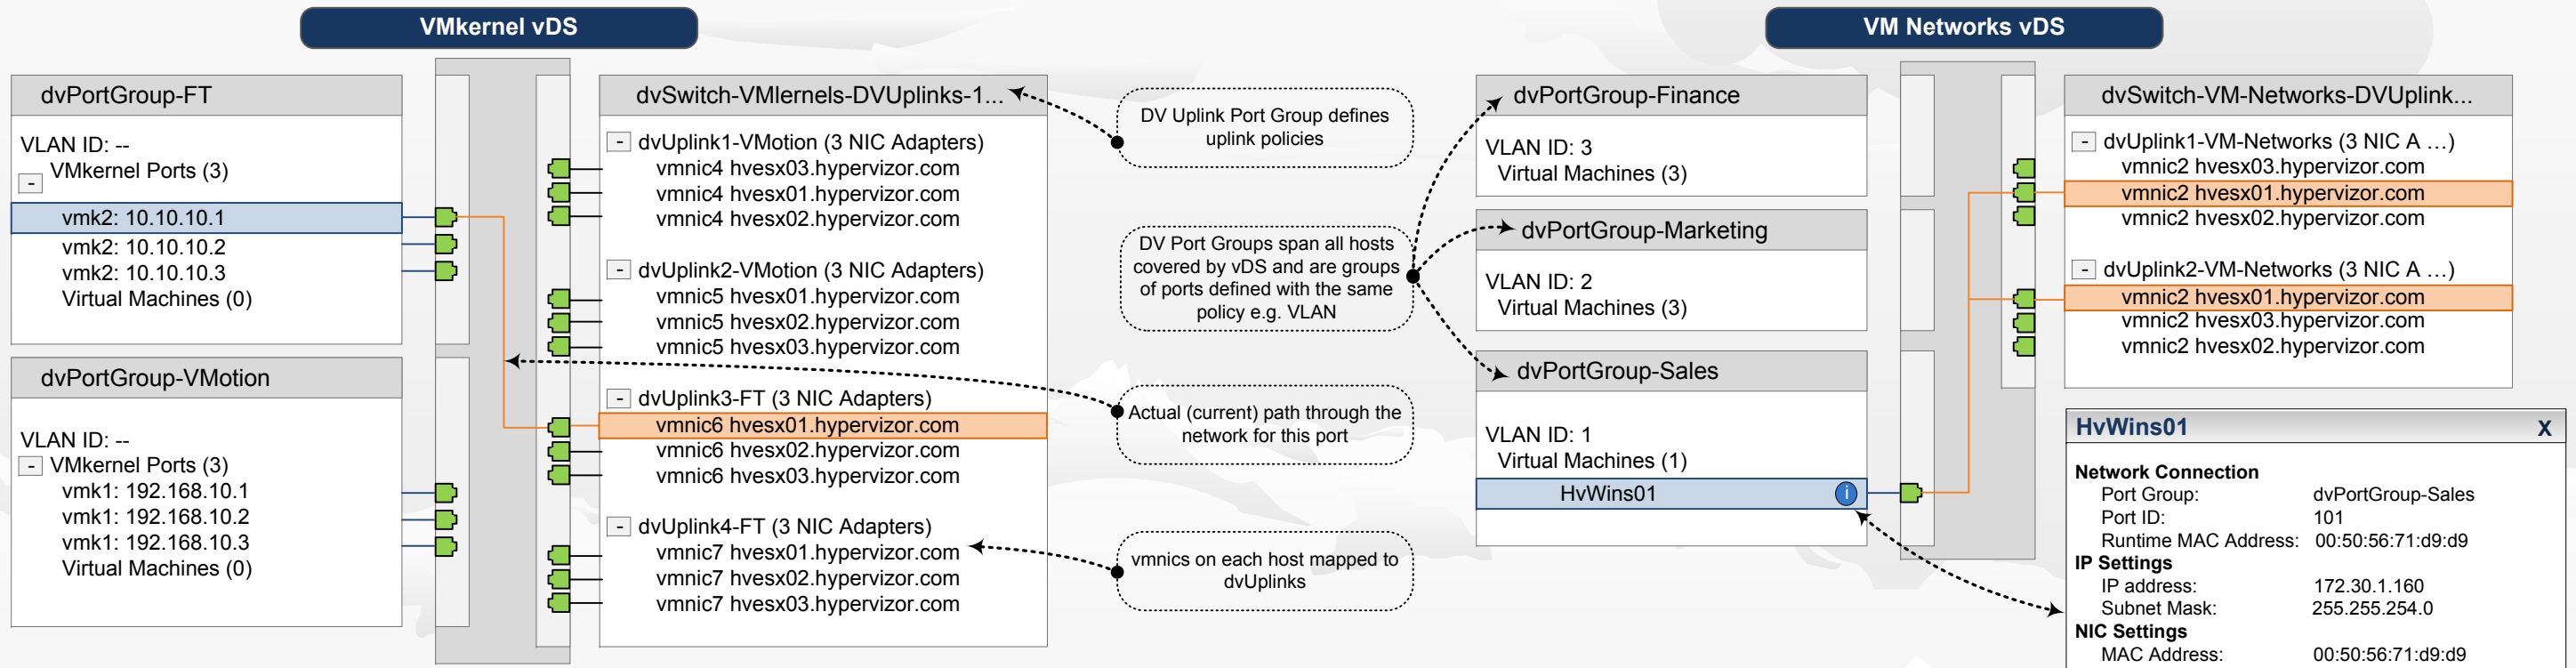 VMkernel vDS
dvPortGroup-FT
VLAN ID: --
- VMkernel Ports (3)
vmk2: 10.10.10.1
vmk2: 10.10.10.2
vmk2: 10.10.10.3
Virtual Machines (0)
dvPortGroup-VMotion
VLAN ID: --
- VMkernel Ports (3)
vmk1: 192.168.10.1
vmk1: 192.168.10.2
vmk1: 192.168.10.3
Virtual Machines (0)
dvSwitch-VMlernels-DVUplinks-1...
- dvUplink1-VMotion (3 NIC Adapters)
vmnic4 hvesx03.hypervizor.com
vmnic4 hvesx01.hypervizor.com
vmnic4 hvesx02.hypervizor.com
- dvUplink2-VMotion (3 NIC Adapters)
vmnic5 hvesx01.hypervizor.com
vmnic5 hvesx02.hypervizor.com
vmnic5 hvesx03.hypervizor.com
- dvUplink3-FT (3 NIC Adapters)
vmnic6 hvesx01.hypervizor.com
vmnic6 hvesx02.hypervizor.com
vmnic6 hvesx03.hypervizor.com
- dvUplink4-FT (3 NIC Adapters)
vmnic7 hvesx01.hypervizor.com
vmnic7 hvesx02.hypervizor.com
vmnic7 hvesx03.hypervizor.com
DV Uplink Port Group defines
uplink policies
DV Port Groups span all hosts
covered by vDS and are groups
of ports defined with the same
policy e.g. VLAN
Actual (current) path through the
network for this port
vmnics on each host mapped to
dvUplinks
VM Networks vDS
dvPortGroup-Finance
VLAN ID: 3
Virtual Machines (3)
dvPortGroup-Marketing
VLAN ID: 2
Virtual Machines (3)
dvPortGroup-Sales
VLAN ID: 1
Virtual Machines (1)
HvWins01 i
dvSwitch-VM-Networks-DVUplink...
- dvUplink1-VM-Networks (3 NIC A ...)
vmnic2 hvesx03.hypervizor.com
vmnic2 hvesx01.hypervizor.com
vmnic2 hvesx02.hypervizor.com
- dvUplink2-VM-Networks (3 NIC A ...)
vmnic2 hvesx01.hypervizor.com
vmnic2 hvesx03.hypervizor.com
vmnic2 hvesx02.hypervizor.com
HvWins01 X
Network Connection
Port Group: dvPortGroup-Sales
Port ID: 101
Runtime MAC Address: 00:50:56:71:d9:d9
IP Settings
IP address: 172.30.1.160
Subnet Mask: 255.255.254.0
NIC Settings
MAC Address: 00:50:56:71:d9:d9